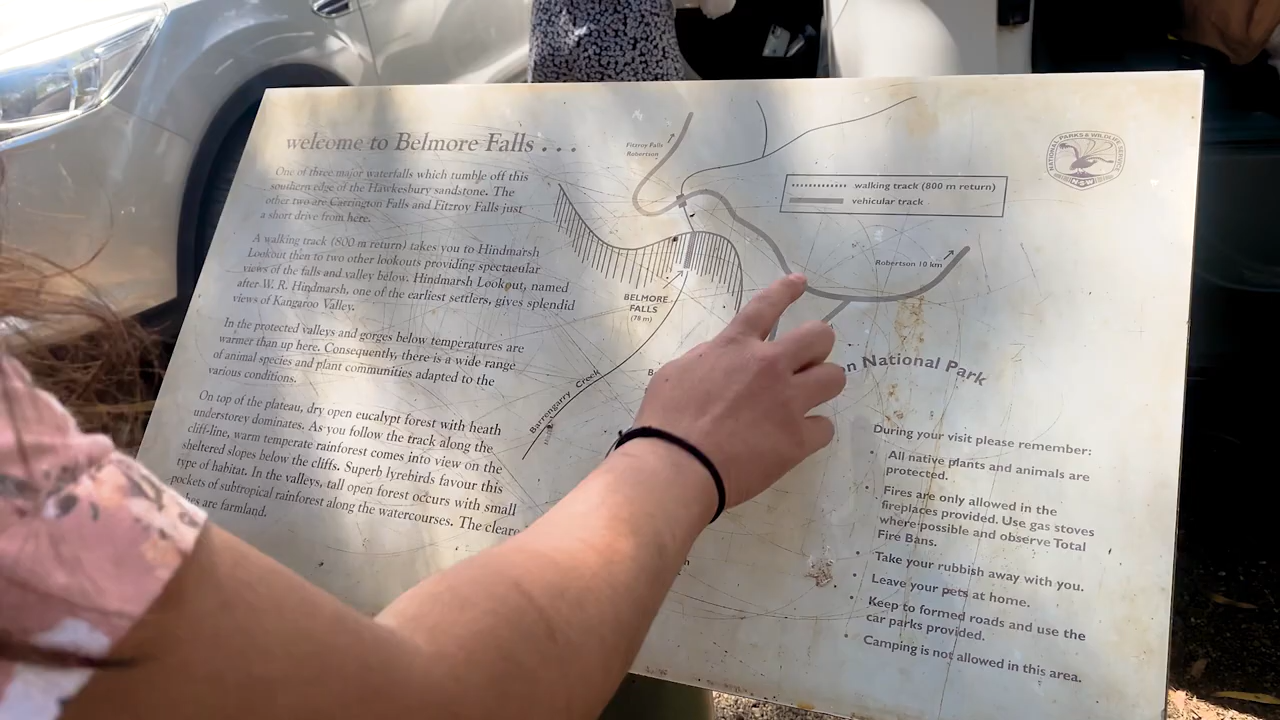 welcome to Belmore Falls . . .
One of three major waterfalls which tumble off this
southern edge of the Hawkesbury sandstone. The
other two are Carrington Falls and Fitzroy Falls just
a short drive from here.
A walking track (800 m return) takes you to Hindmarsh
Lookout then to two other lookouts providing spectacular
views of the falls and valley below. Hindmarsh Lookout, named
after W. R. Hindmarsh, one of the earliest settlers, gives splendid
views of Kangaroo Valley.
In the protected valleys and gorges below temperatures are
warmer than up here. Consequently, there is a wide range
of animal species and plant communities adapted to the
various conditions.
On top of the plateau, dry open eucalypt forest with heath
understorey dominates. As you follow the track along the
cliff-line, warm temperate rainforest comes into view on the
sheltered slopes below the cliffs. Superb lyrebirds favour this
type of habitat. In the valleys, tall open forest occurs with small
pockets of subtropical rainforest along the watercourses. The cleare
hes are farmland.
Fitzroy Falls
Robertson
BELMORE
FALLS
(78 m)
Barrengarry Creek
walking track (800 m return)
vehicular track
Robertson 10 km
NATIONAL PARKS & WILDLIFE SERVICE
NSW
on National Park
During your visit please remember:
• All native plants and animals are
protected.
• Fires are only allowed in the
fireplaces provided. Use gas stoves
where possible and observe Total
Fire Bans.
• Take your rubbish away with you.
• Leave your pets at home.
• Keep to formed roads and use the
car parks provided.
• Camping is not allowed in this area.